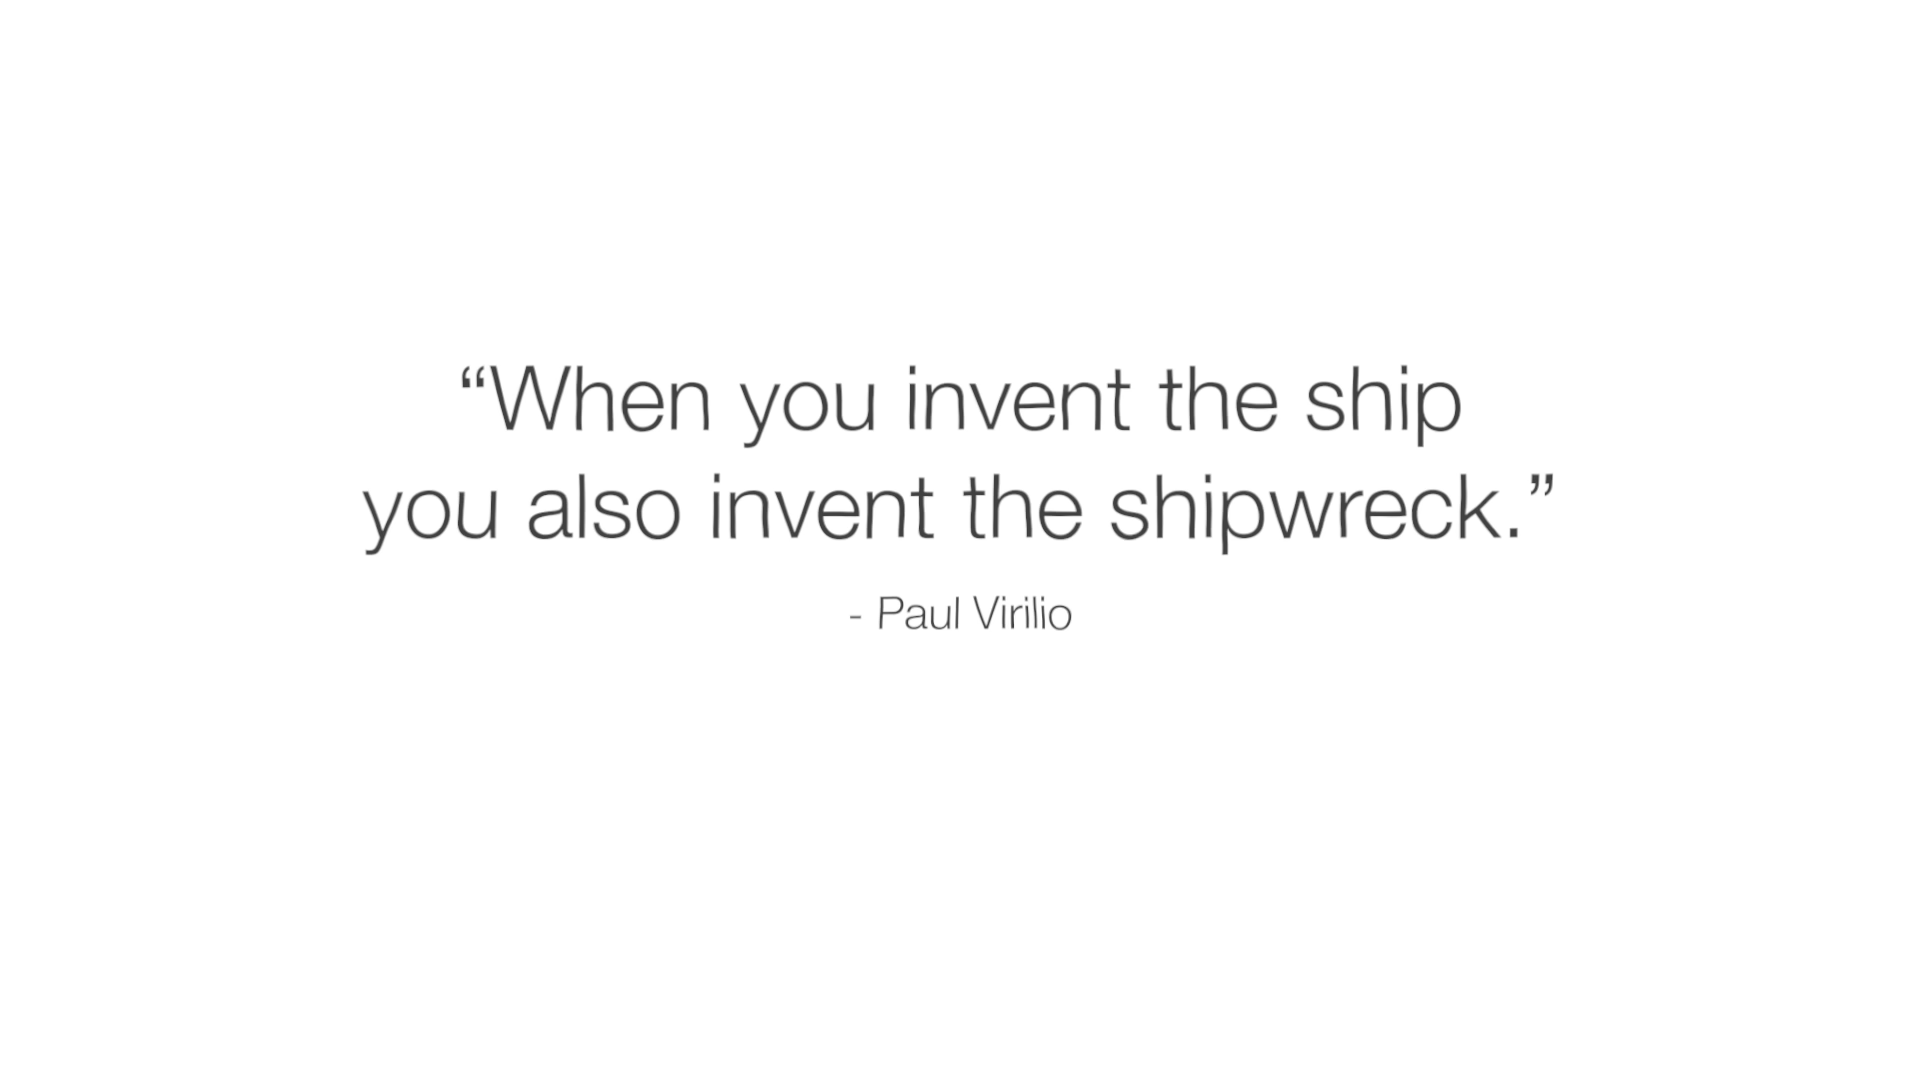 “When you invent the ship
you also invent the shipwreck.”
- Paul Virilio